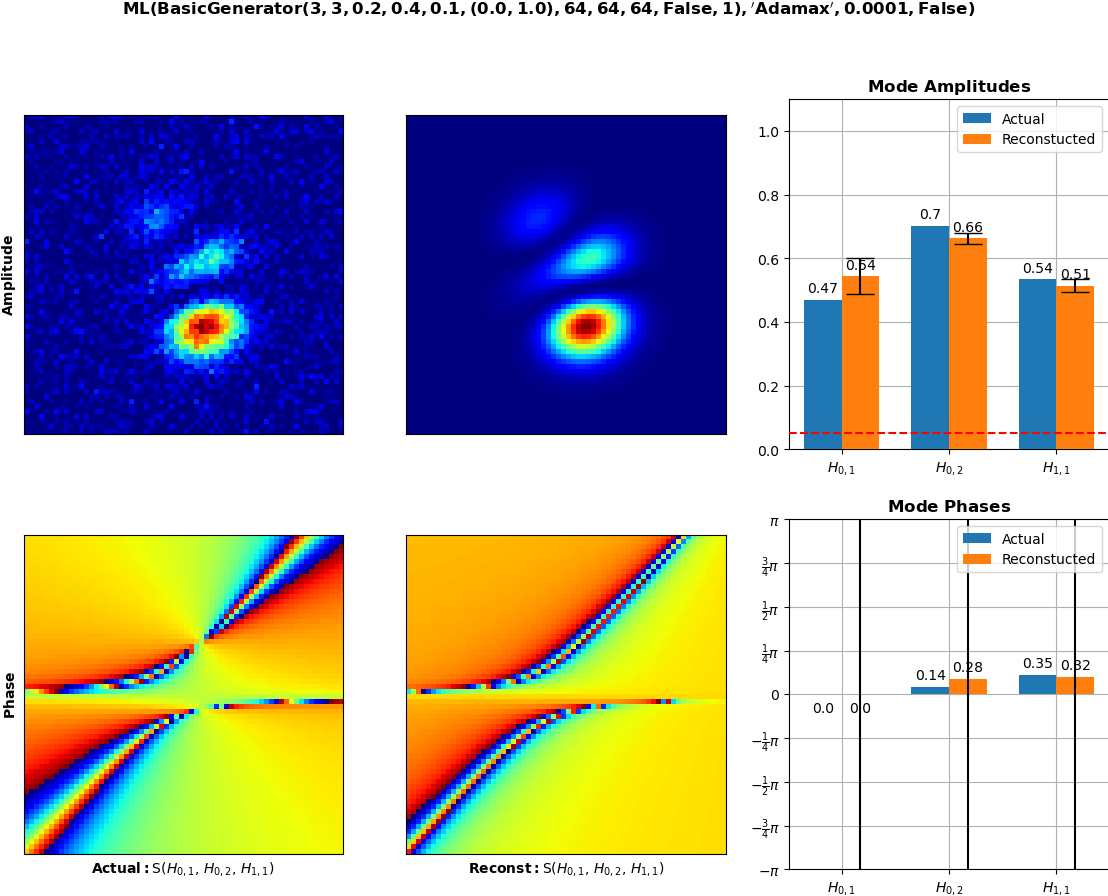 ML(BasicGenerator(3, 3, 0.2, 0.4, 0.1, (0.0, 1.0), 64, 64, 64, False, 1), ′Adamax′, 0.0001, False)
Amplitude
Mode Amplitudes
Actual
Reconstucted
1.0
0.8
0.6
0.4
0.2
0.0
0.47
0.54
0.7
0.66
0.54
0.51
H0,1
H0,2
H1,1
Phase
Actual: S(H0,1, H0,2, H1,1)
Reconst: S(H0,1, H0,2, H1,1)
Mode Phases
Actual
Reconstucted
π
3/4π
1/2π
1/4π
0
−1/4π
−1/2π
−3/4π
−π
0.0
0.0
0.14
0.28
0.35
0.32
H0,1
H0,2
H1,1